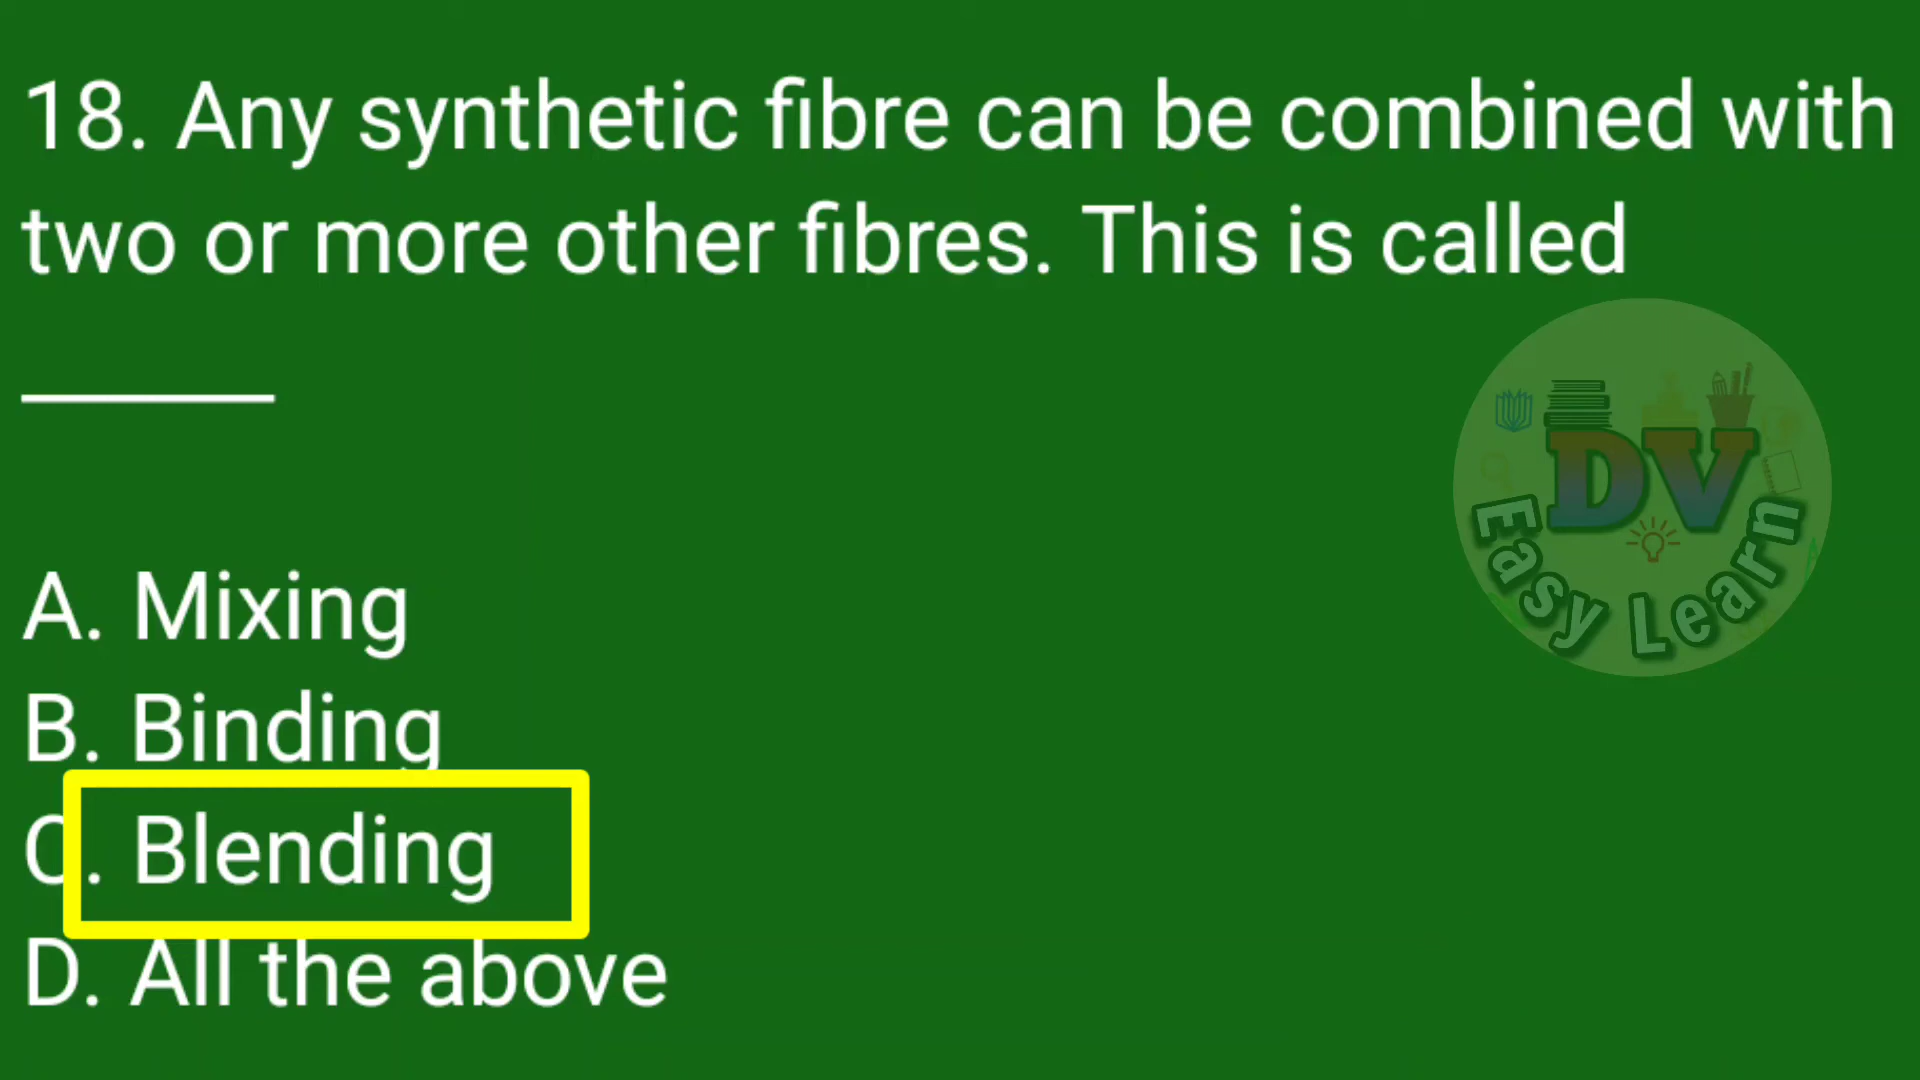 18. Any synthetic fibre can be combined with
two or more other fibres. This is called
_______
DV
Easy Learn
A. Mixing
B. Binding
C. Blending
D. All the above